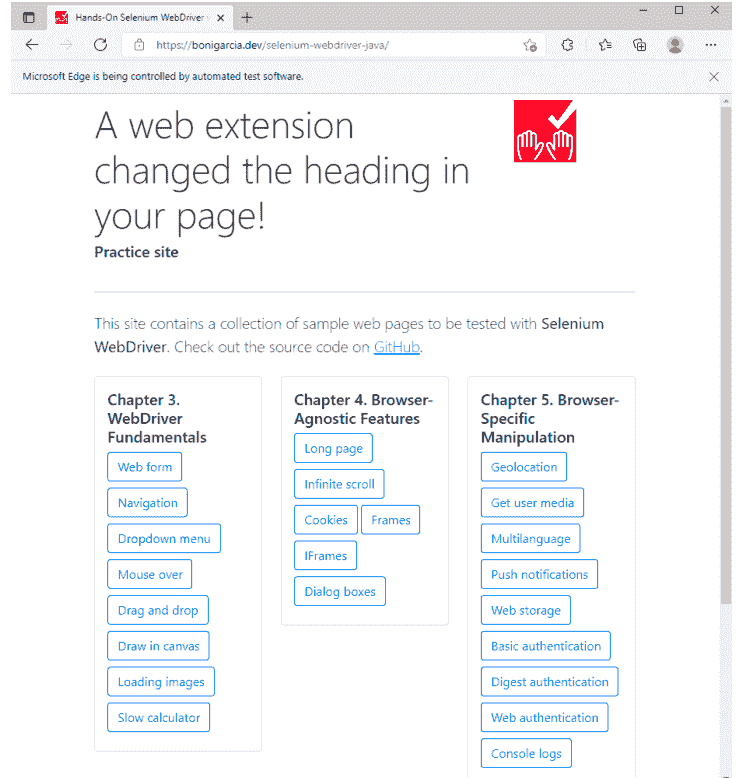 Hands-On Selenium WebDriver
https://bonigarcia.dev/selenium-webdriver-java/
Microsoft Edge is being controlled by automated test software.
A web extension
changed the heading in
your page!
Practice site
This site contains a collection of sample web pages to be tested with Selenium
WebDriver. Check out the source code on GitHub.
Chapter 3.
WebDriver
Fundamentals
Web form
Navigation
Dropdown menu
Mouse over
Drag and drop
Draw in canvas
Loading images
Slow calculator
Chapter 4. Browser-
Agnostic Features
Long page
Infinite scroll
Cookies Frames
IFrames
Dialog boxes
Chapter 5. Browser-
Specific
Manipulation
Geolocation
Get user media
Multilanguage
Push notifications
Web storage
Basic authentication
Digest authentication
Web authentication
Console logs